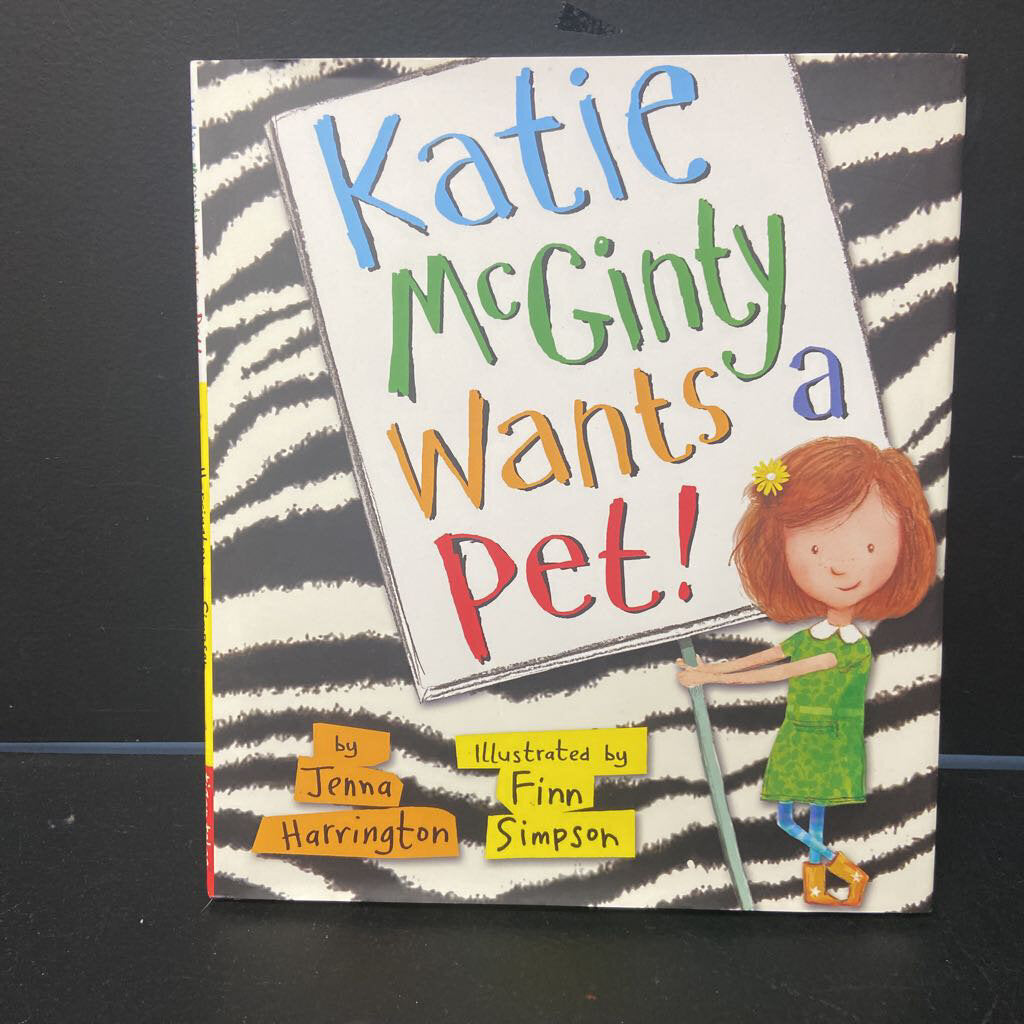 Katie
McGinty
Wants a
Pet!
by
Jenna
Harrington
Illustrated by
Finn
Simpson